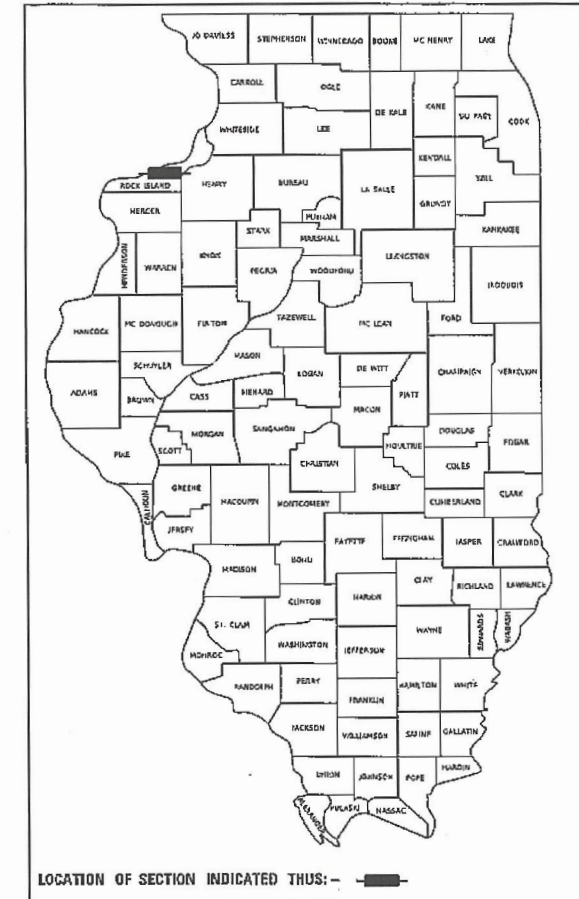 JO DAVIESS STEPHENSON WINNEBAGO BOONE MC HENRY LAKE
CARROLL OGLE DE KALB KANE DU PAGE COOK
WHITESIDE LEE
KENDALL WILL
ROCK ISLAND HENRY BUREAU LA SALLE GRUNDY
MERCER PUTNAM
STARK MARSHALL KANKAKEE
HENDERSON WARREN KNOX PEORIA WOODFORD LIVINGSTON IROQUOIS
HANCOCK MC DONOUGH FULTON TAZEWELL MC LEAN FORD
MASON
SCHUYLER LOGAN DE WITT CHAMPAIGN VERMILION
ADAMS BROWN CASS MENARD MACON PIATT
PIKE SCOTT MORGAN SANGAMON MOULTRIE DOUGLAS EDGAR
CHRISTIAN COLES
CALHOUN GREENE MACOUPIN MONTGOMERY SHELBY CUMBERLAND CLARK
JERSEY
MADISON BOND FAYETTE EFFINGHAM JASPER CRAWFORD
CLINTON MARION CLAY RICHLAND LAWRENCE
ST. CLAIR WAYNE EDWARDS WABASH
MONROE WASHINGTON JEFFERSON
RANDOLPH PERRY HAMILTON WHITE
FRANKLIN
JACKSON WILLIAMSON SALINE GALLATIN
UNION JOHNSON POPE HARDIN
ALEXANDER PULASKI MASSAC
LOCATION OF SECTION INDICATED THUS:-